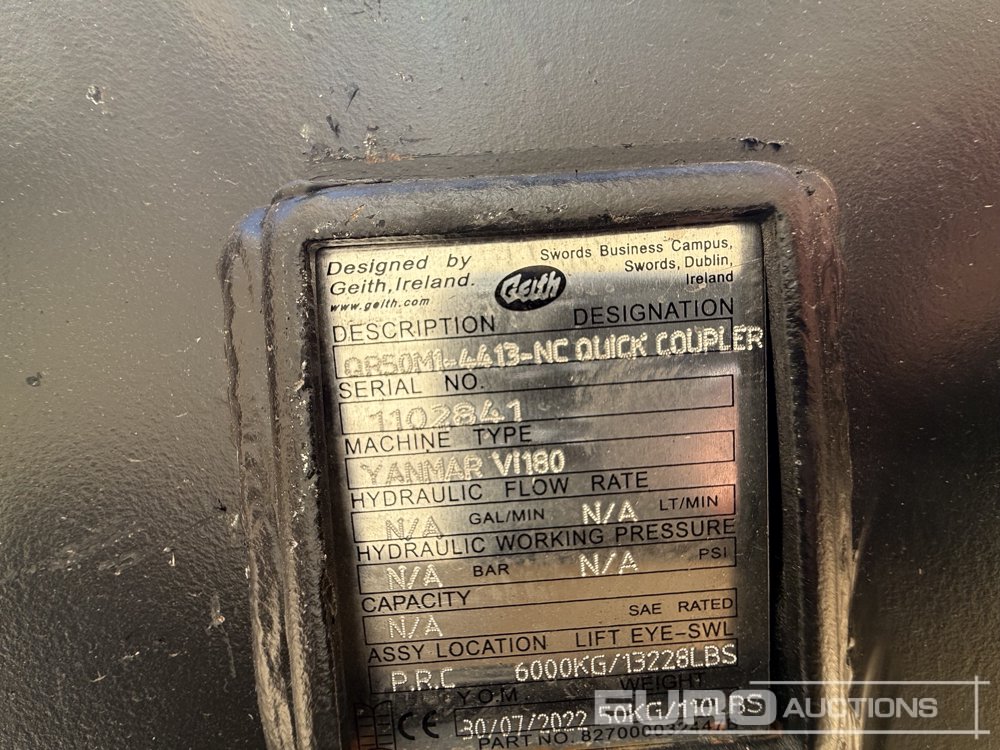 Designed by
Geith, Ireland.
www.geith.com
Geith
Swords Business Campus,
Swords, Dublin,
Ireland
DESCRIPTION DESIGNATION
QR50M1-4413-NC QUICK COUPLER
SERIAL NO.
1102841
MACHINE TYPE
YANMAR VI180
HYDRAULIC FLOW RATE
N/A GAL/MIN N/A LT/MIN
HYDRAULIC WORKING PRESSURE
N/A BAR N/A PSI
CAPACITY
N/A SAE RATED
ASSY LOCATION LIFT EYE-SWL
P.R.C 6000KG/13228LBS
Y.O.M WEIGHT
CE 30/07/2022 50KG/110LBS
PART NO.
EURO AUCTIONS